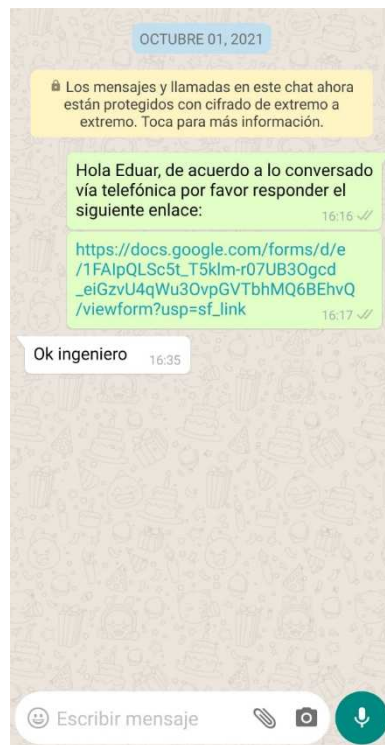 OCTUBRE 01, 2021
Los mensajes y llamadas en este chat ahora
están protegidos con cifrado de extremo a
extremo. Toca para más información.
Hola Eduar, de acuerdo a lo conversado
vía telefónica por favor responder el
siguiente enlace:
16:16
https://docs.google.com/forms/d/e
/1FAIpQLSc5t_T5klm-r07UB3Ogcd
_eiGzvU4qWu3OvpGVTbhMQ6BEhvQ
/viewform?usp=sf_link
16:17
Ok ingeniero 16:35
Escribir mensaje